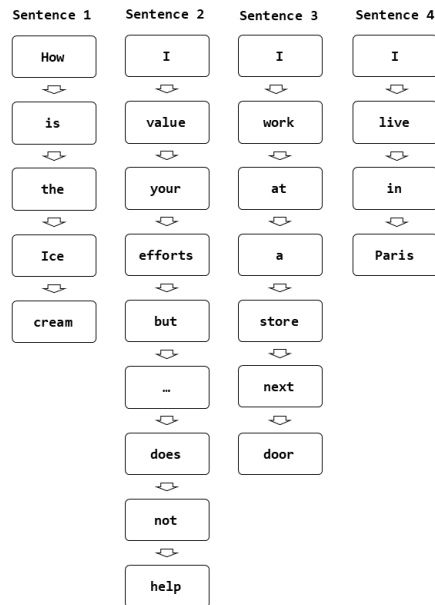 Sentence 1
How
is
the
Ice
cream
Sentence 2
I
value
your
efforts
but
…
does
not
help
Sentence 3
I
work
at
a
store
next
door
Sentence 4
I
live
in
Paris